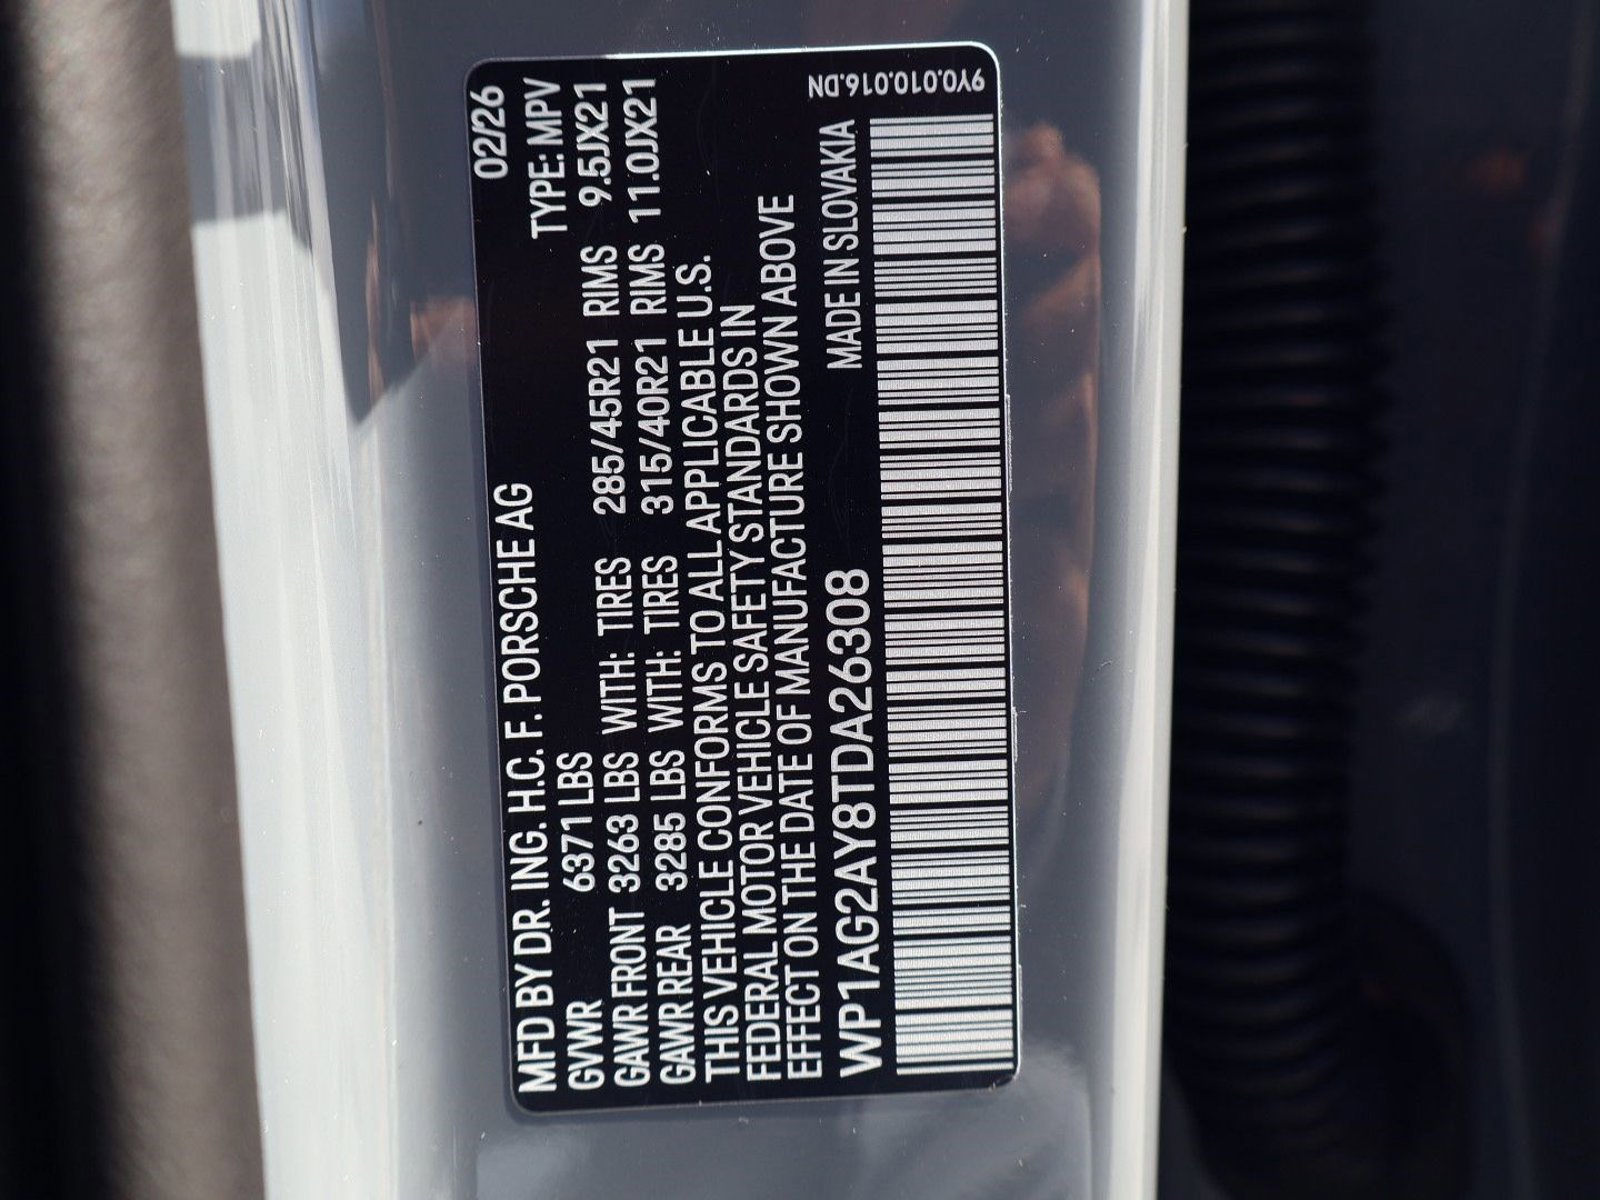 02/26
MFD BY DR. ING. H.C. F. PORSCHE AG TYPE: MPV
GVWR 6371 LBS
GAWR FRONT 3263 LBS WITH: TIRES 285/45R21 RIMS 9.5JX21
GAWR REAR 3285 LBS WITH: TIRES 315/40R21 RIMS 11.0JX21
THIS VEHICLE CONFORMS TO ALL APPLICABLE U.S.
FEDERAL MOTOR VEHICLE SAFETY STANDARDS IN
EFFECT ON THE DATE OF MANUFACTURE SHOWN ABOVE
WP1AG2AY8TDA26308 MADE IN SLOVAKIA
9Y0.010.016.DN